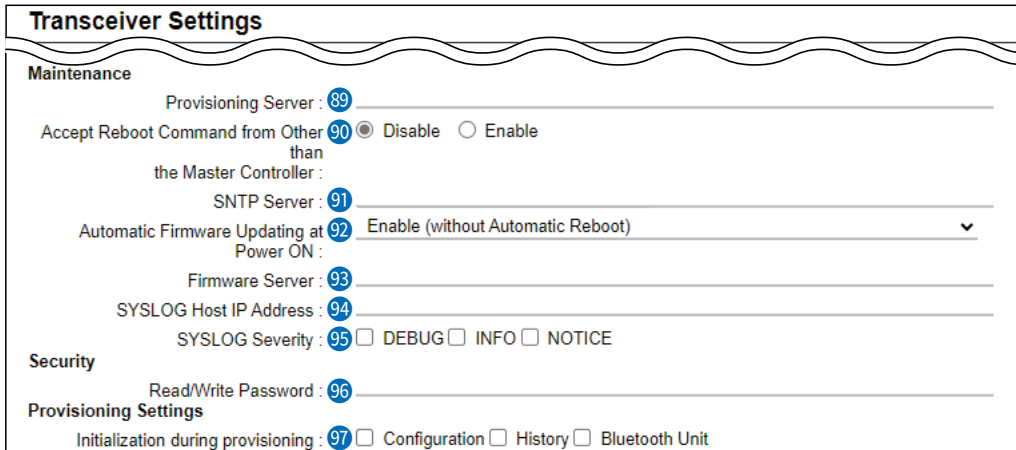 Transceiver Settings
Maintenance
Provisioning Server : 89
Accept Reboot Command from Other 90 Disable Enable
than
the Master Controller :
SNTP Server : 91
Automatic Firmware Updating at 92 Enable (without Automatic Reboot)
Power ON :
Firmware Server : 93
SYSLOG Host IP Address : 94
SYSLOG Severity : 95 DEBUG INFO NOTICE
Security
Read/Write Password : 96
Provisioning Settings
Initialization during provisioning : 97 Configuration History Bluetooth Unit